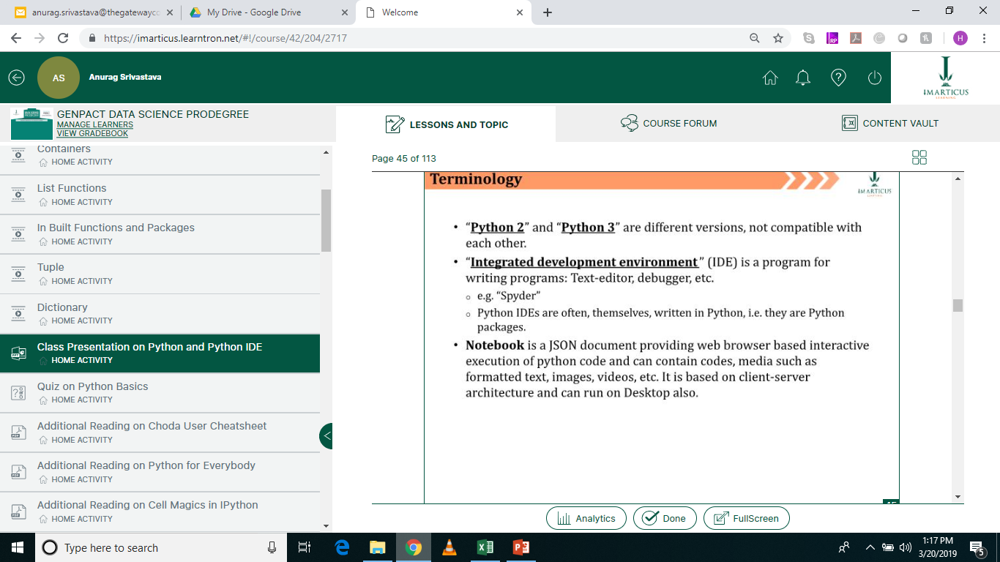 anurag.srivastava@thegatewayco
My Drive - Google Drive
Welcome
https://imarticus.learntron.net/#!/course/42/204/2717
RP
H
AS
Anurag Srivastava
IMARTICUS
LEARNING
GENPACT DATA SCIENCE PRODEGREE
MANAGE LEARNERS
VIEW GRADEBOOK
LESSONS AND TOPIC
COURSE FORUM
CONTENT VAULT
Containers
HOME ACTIVITY
List Functions
HOME ACTIVITY
In Built Functions and Packages
HOME ACTIVITY
Tuple
HOME ACTIVITY
Dictionary
HOME ACTIVITY
Class Presentation on Python and Python IDE
HOME ACTIVITY
Quiz on Python Basics
HOME ACTIVITY
Additional Reading on Choda User Cheatsheet
HOME ACTIVITY
Additional Reading on Python for Everybody
HOME ACTIVITY
Additional Reading on Cell Magics in IPython
HOME ACTIVITY
Page 45 of 113
Terminology
IMARTICUS
• “Python 2” and “Python 3” are different versions, not compatible with
each other.
• “Integrated development environment” (IDE) is a program for
writing programs: Text-editor, debugger, etc.
o e.g. “Spyder”
o Python IDEs are often, themselves, written in Python, i.e. they are Python
packages.
• Notebook is a JSON document providing web browser based interactive
execution of python code and can contain codes, media such as
formatted text, images, videos, etc. It is based on client-server
architecture and can run on Desktop also.
Analytics
Done
FullScreen
Type here to search
1:17 PM
3/20/2019
5